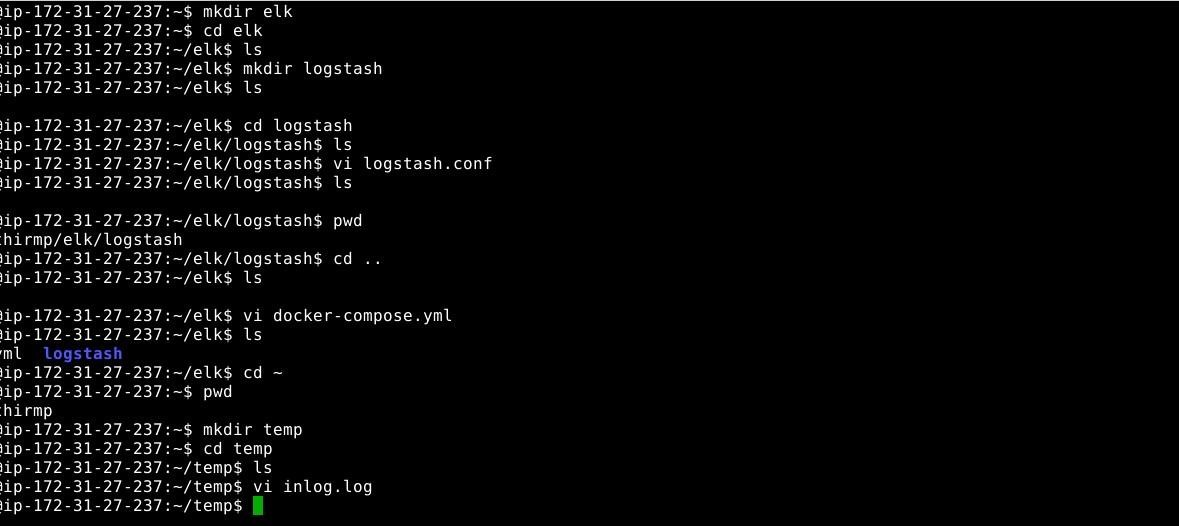 @ip-172-31-27-237:~$ mkdir elk
@ip-172-31-27-237:~$ cd elk
@ip-172-31-27-237:~/elk$ ls
@ip-172-31-27-237:~/elk$ mkdir logstash
@ip-172-31-27-237:~/elk$ ls
@ip-172-31-27-237:~/elk$ cd logstash
@ip-172-31-27-237:~/elk/logstash$ ls
@ip-172-31-27-237:~/elk/logstash$ vi logstash.conf
@ip-172-31-27-237:~/elk/logstash$ ls
@ip-172-31-27-237:~/elk/logstash$ pwd
thirmp/elk/logstash
@ip-172-31-27-237:~/elk/logstash$ cd ..
@ip-172-31-27-237:~/elk$ ls
@ip-172-31-27-237:~/elk$ vi docker-compose.yml
@ip-172-31-27-237:~/elk$ ls
yml  logstash
@ip-172-31-27-237:~/elk$ cd ~
@ip-172-31-27-237:~$ pwd
thirmp
@ip-172-31-27-237:~$ mkdir temp
@ip-172-31-27-237:~$ cd temp
@ip-172-31-27-237:~/temp$ ls
@ip-172-31-27-237:~/temp$ vi inlog.log
@ip-172-31-27-237:~/temp$